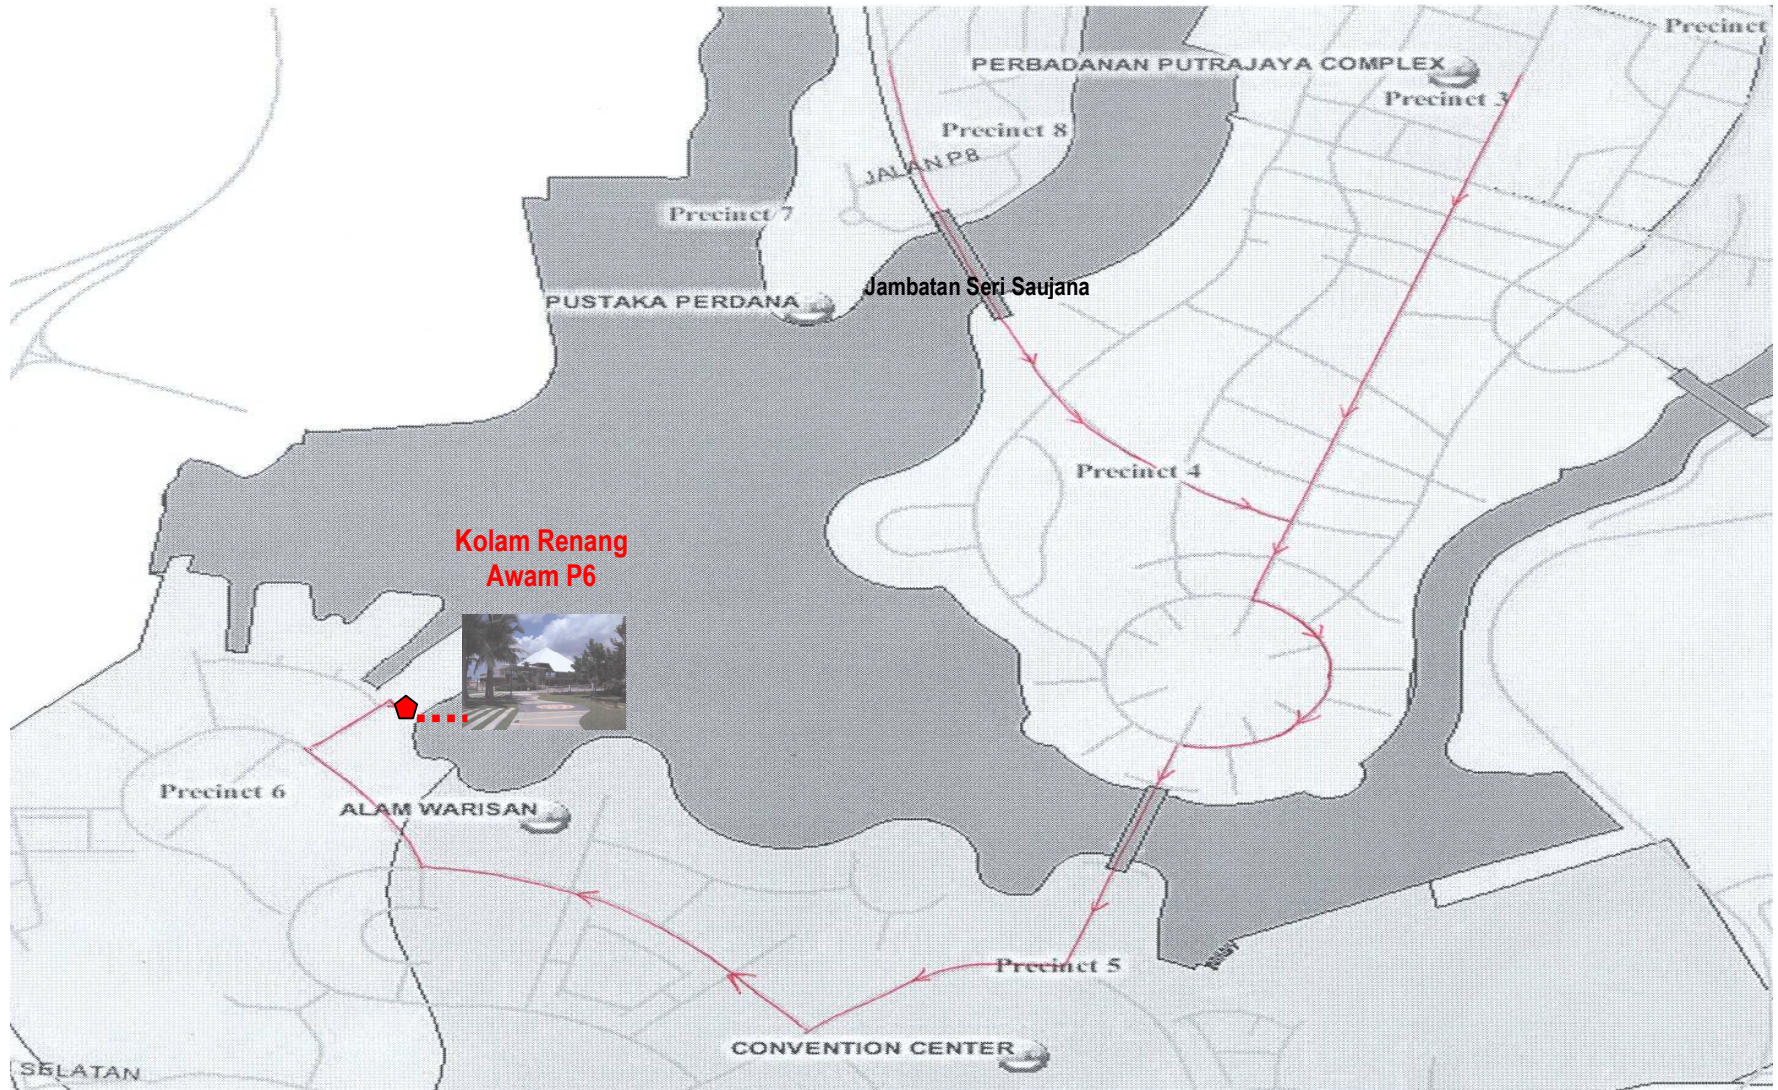 Precinct
PERBADANAN PUTRAJAYA COMPLEX
Precinct 3
Precinct 8
JALAN P8
Precinct 7
Jambatan Seri Saujana
PUSTAKA PERDANA
Precinct 4
Kolam Renang
Awam P6
Precinct 6
ALAM WARISAN
Precinct 5
CONVENTION CENTER
SELATAN